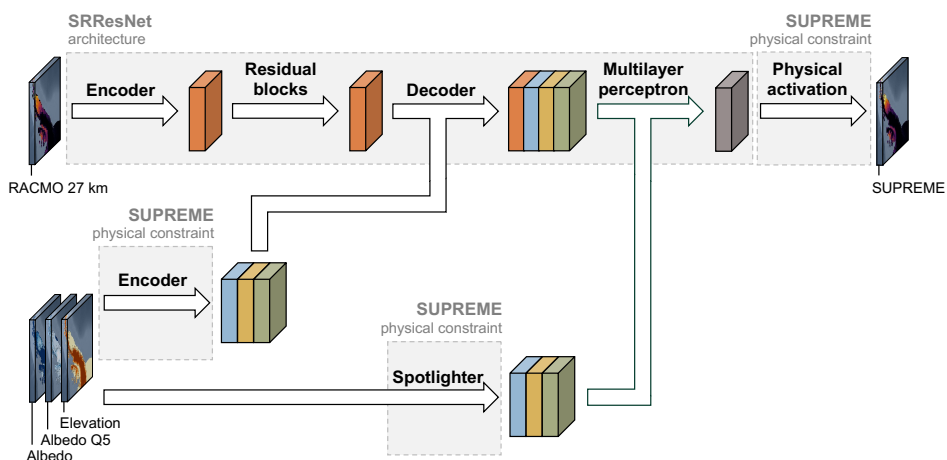 SRResNet
architecture
SUPREME
physical constraint
Encoder
Residual
blocks
Decoder
Multilayer
perceptron
Physical
activation
RACMO 27 km
SUPREME
SUPREME
physical constraint
Encoder
SUPREME
physical constraint
Spotlighter
Elevation
Albedo Q5
Albedo